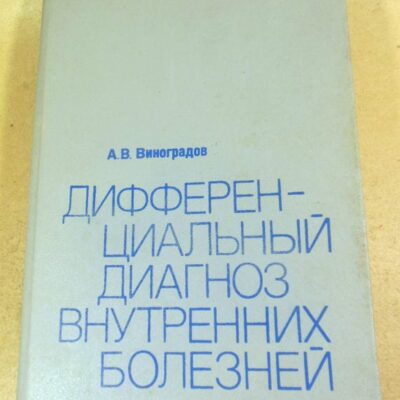 А.В. Виноградов
ДИФФЕРЕН-
ЦИАЛЬНЫЙ
ДИАГНОЗ
ВНУТРЕННИХ
БОЛЕЗНЕЙ